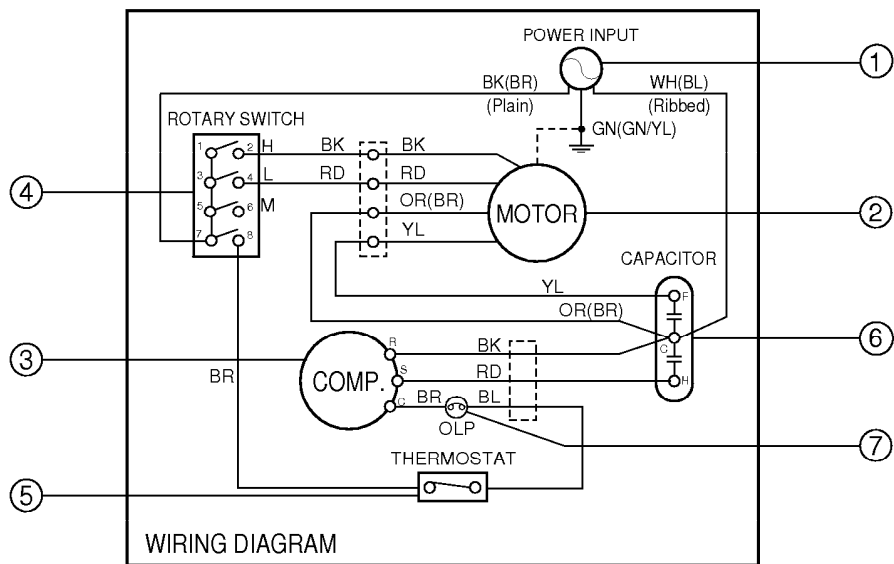 POWER INPUT
1
BK(BR)
WH(BL)
(Plain)
(Ribbed)
ROTARY SWITCH
GN(GN/YL)
1 2 H BK BK
3 4 L RD RD
4
5 6 M OR(BR)
MOTOR
2
7 8 YL
CAPACITOR
YL F
OR(BR)
C
6
3
R BK
COMP.
S RD H
BR
C BR BL
OLP
7
THERMOSTAT
5
WIRING DIAGRAM